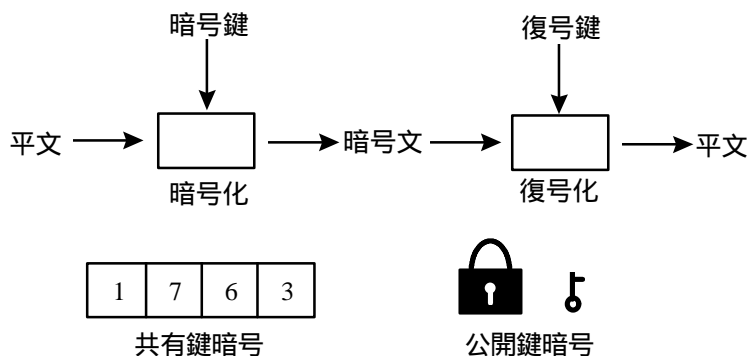 暗号鍵 復号鍵
平文 暗号文 平文
暗号化 復号化
1 7 6 3
共有鍵暗号 公開鍵暗号